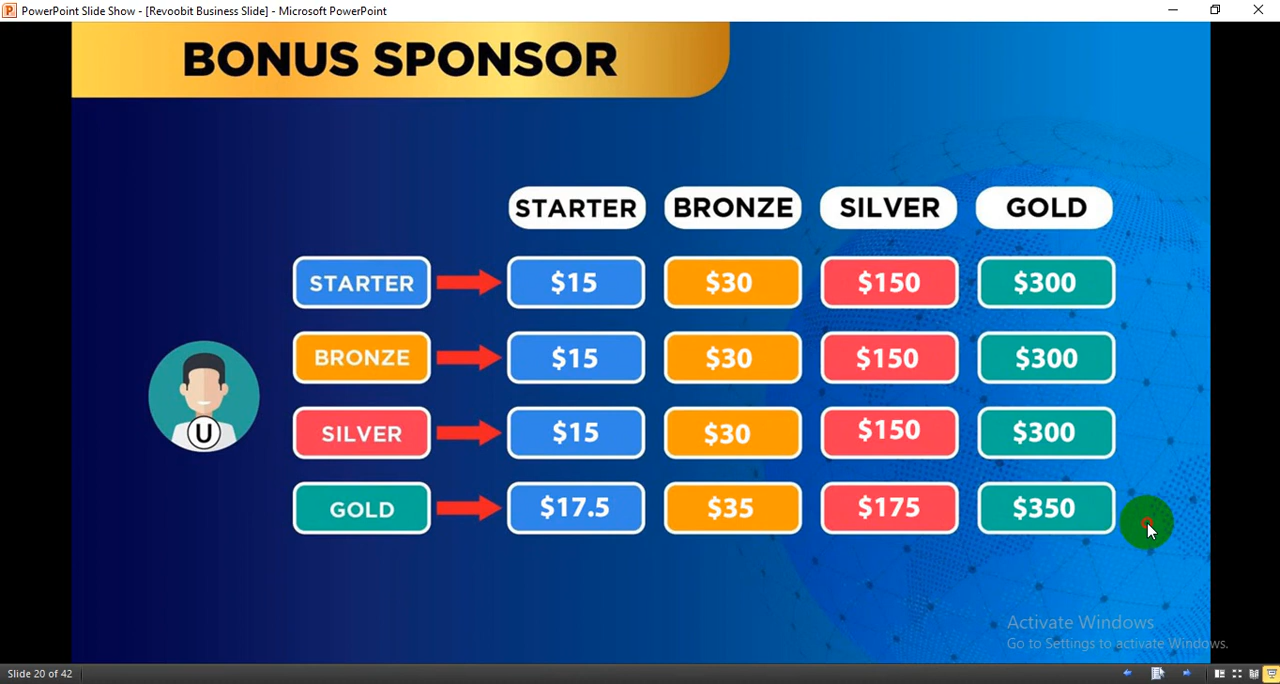 PowerPoint Slide Show - [Revoobit Business Slide] - Microsoft PowerPoint
BONUS SPONSOR
STARTER BRONZE SILVER GOLD
STARTER $15 $30 $150 $300
BRONZE $15 $30 $150 $300
SILVER $15 $30 $150 $300
GOLD $17.5 $35 $175 $350
U
Activate Windows
Go to Settings to activate Windows.
Slide 20 of 42